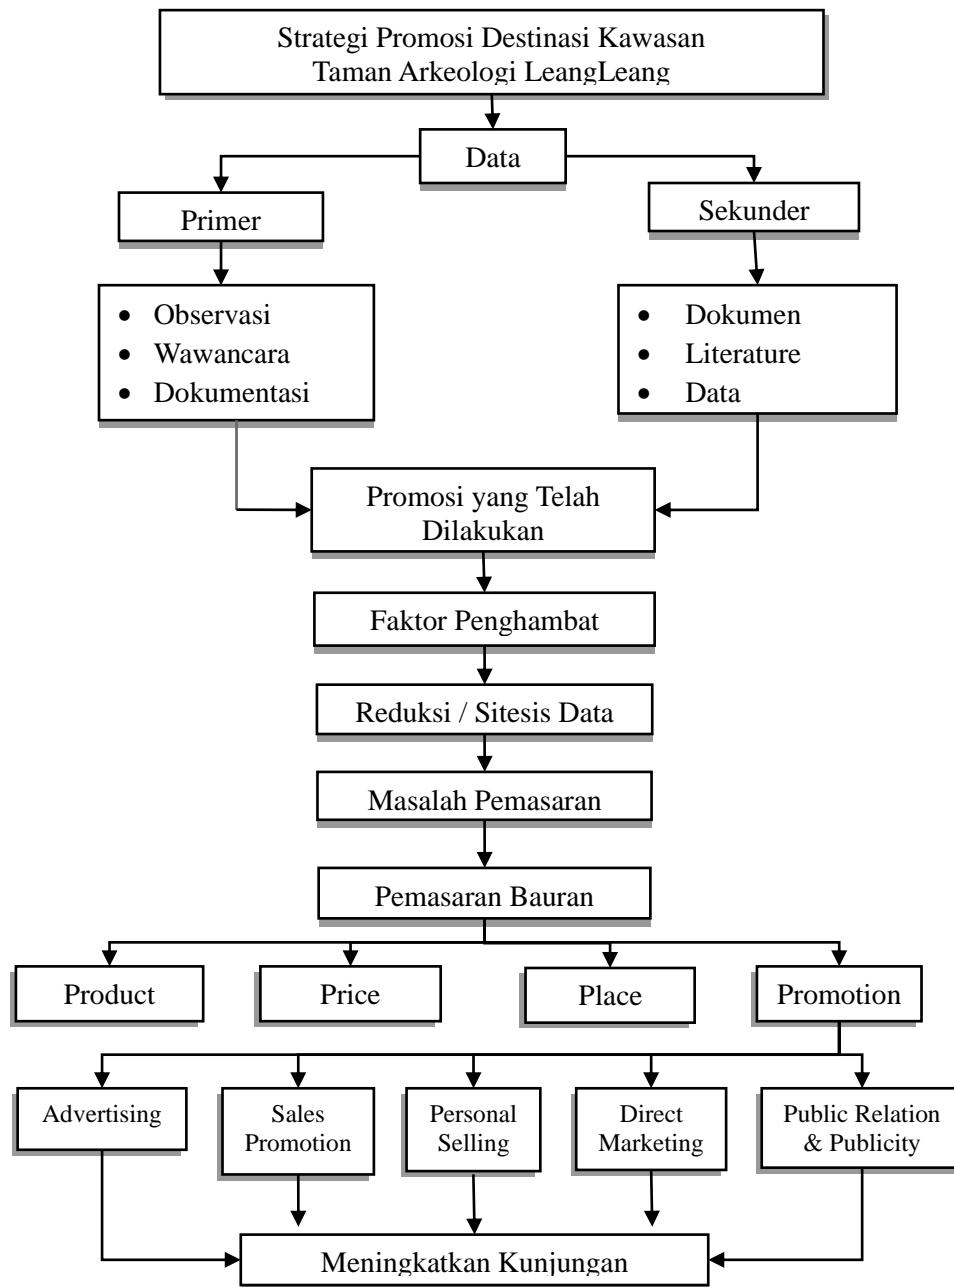 Strategi Promosi Destinasi Kawasan
Taman Arkeologi LeangLeang
Data
Primer
Sekunder
• Observasi
• Wawancara
• Dokumentasi
• Dokumen
• Literature
• Data
Promosi yang Telah
Dilakukan
Faktor Penghambat
Reduksi / Sitesis Data
Masalah Pemasaran
Pemasaran Bauran
Product
Price
Place
Promotion
Advertising
Sales
Promotion
Personal
Selling
Direct
Marketing
Public Relation
& Publicity
Meningkatkan Kunjungan